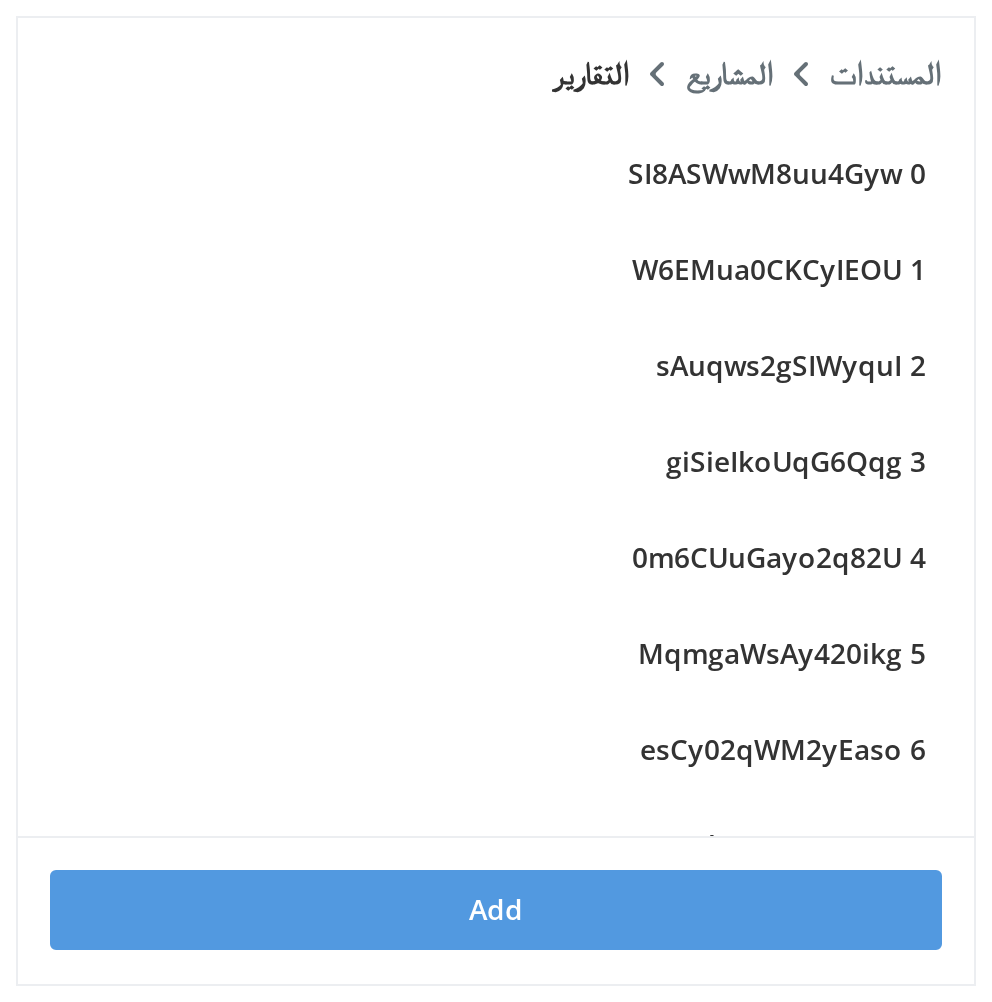 المستندات
المشاريع
التقارير
SI8ASWwM8uu4Gyw 0
W6EMua0CKCyIEOU 1
sAuqws2gSIWyquI 2
giSieIkoUqG6Qqg 3
0m6CUuGayo2q82U 4
MqmgaWsAy420ikg 5
esCy02qWM2yEaso 6
Add